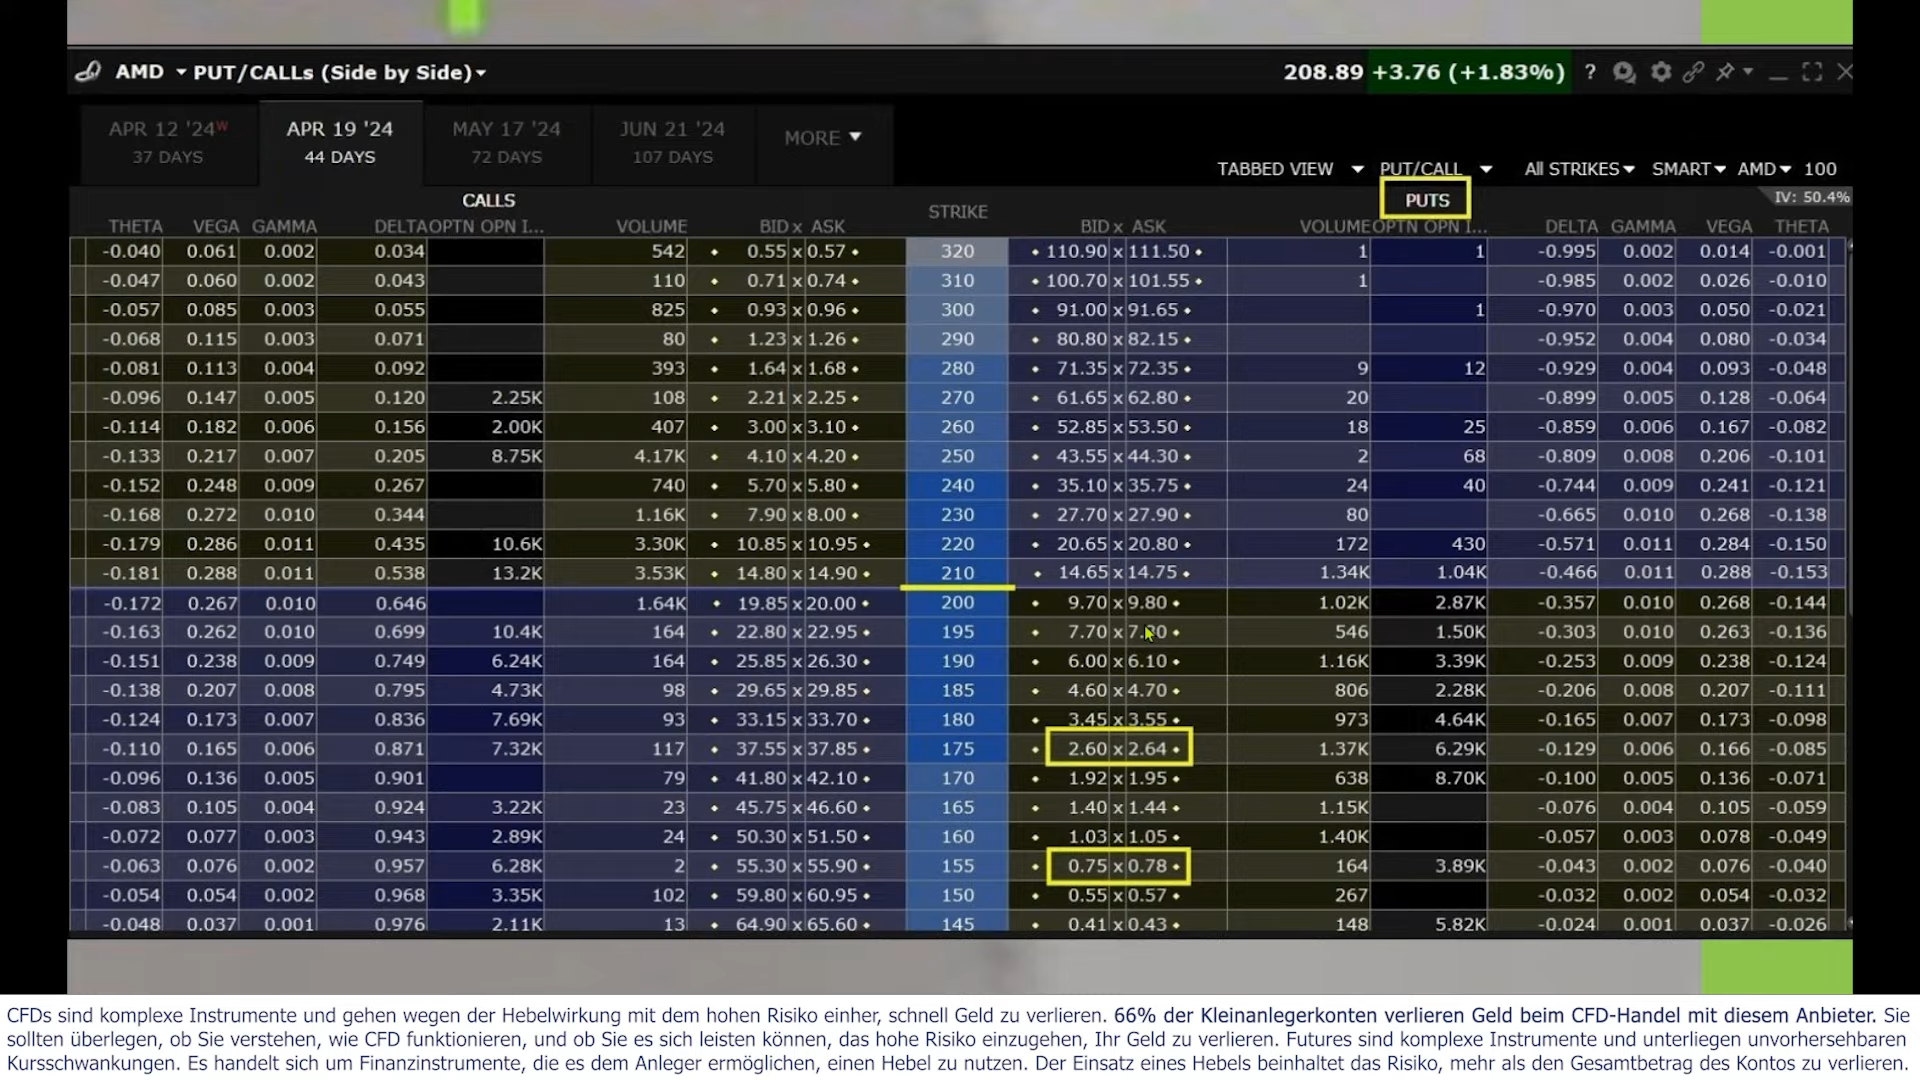 AMD PUT/CALLs (Side by Side) 208.89 +3.76 (+1.83%) ?
APR 12 '24W APR 19 '24 MAY 17 '24 JUN 21 '24 MORE
37 DAYS 44 DAYS 72 DAYS 107 DAYS
TABBED VIEW PUT/CALL All STRIKES SMART AMD 100
CALLS STRIKE PUTS IV: 50.4%
THETA VEGA GAMMA DELTA OPTN OPN I... VOLUME BID x ASK BID x ASK VOLUME OPTN OPN I... DELTA GAMMA VEGA THETA
-0.040 0.061 0.002 0.034 542 0.55 x 0.57 320 110.90 x 111.50 1 1 -0.995 0.002 0.014 -0.001
-0.047 0.060 0.002 0.043 110 0.71 x 0.74 310 100.70 x 101.55 1 -0.985 0.002 0.026 -0.010
-0.057 0.085 0.003 0.055 825 0.93 x 0.96 300 91.00 x 91.65 1 -0.970 0.003 0.050 -0.021
-0.068 0.115 0.003 0.071 80 1.23 x 1.26 290 80.80 x 82.15 -0.952 0.004 0.080 -0.034
-0.081 0.113 0.004 0.092 393 1.64 x 1.68 280 71.35 x 72.35 9 12 -0.929 0.004 0.093 -0.048
-0.096 0.147 0.005 0.120 2.25K 108 2.21 x 2.25 270 61.65 x 62.80 20 -0.899 0.005 0.128 -0.064
-0.114 0.182 0.006 0.156 2.00K 407 3.00 x 3.10 260 52.85 x 53.50 18 25 -0.859 0.006 0.167 -0.082
-0.133 0.217 0.007 0.205 8.75K 4.17K 4.10 x 4.20 250 43.55 x 44.30 2 68 -0.809 0.008 0.206 -0.101
-0.152 0.248 0.009 0.267 740 5.70 x 5.80 240 35.10 x 35.75 24 40 -0.744 0.009 0.241 -0.121
-0.168 0.272 0.010 0.344 1.16K 7.90 x 8.00 230 27.70 x 27.90 80 -0.665 0.010 0.268 -0.138
-0.179 0.286 0.011 0.435 10.6K 3.30K 10.85 x 10.95 220 20.65 x 20.80 172 430 -0.571 0.011 0.284 -0.150
-0.181 0.288 0.011 0.538 13.2K 3.53K 14.80 x 14.90 210 14.65 x 14.75 1.34K 1.04K -0.466 0.011 0.288 -0.153
-0.172 0.267 0.010 0.646 1.64K 19.85 x 20.00 200 9.70 x 9.80 1.02K 2.87K -0.357 0.010 0.268 -0.144
-0.163 0.262 0.010 0.699 10.4K 164 22.80 x 22.95 195 7.70 x 546 1.50K -0.303 0.010 0.263 -0.136
-0.151 0.238 0.009 0.749 6.24K 164 25.85 x 26.30 190 6.00 x 6.10 1.16K 3.39K -0.253 0.009 0.238 -0.124
-0.138 0.207 0.008 0.795 4.73K 98 29.65 x 29.85 185 4.60 x 4.70 806 2.28K -0.206 0.008 0.207 -0.111
-0.124 0.173 0.007 0.836 7.69K 93 33.15 x 33.70 180 3.45 x 3.55 973 4.64K -0.165 0.007 0.173 -0.098
-0.110 0.165 0.006 0.871 7.32K 117 37.55 x 37.85 175 2.60 x 2.64 1.37K 6.29K -0.129 0.006 0.166 -0.085
-0.096 0.136 0.005 0.901 79 41.80 x 42.10 170 1.92 x 1.95 638 8.70K -0.100 0.005 0.136 -0.071
-0.083 0.105 0.004 0.924 3.22K 23 45.75 x 46.60 165 1.40 x 1.44 1.15K -0.076 0.004 0.105 -0.059
-0.072 0.077 0.003 0.943 2.89K 24 50.30 x 51.50 160 1.03 x 1.05 1.40K -0.057 0.003 0.078 -0.049
-0.063 0.076 0.002 0.957 6.28K 2 55.30 x 55.90 155 0.75 x 0.78 164 3.89K -0.043 0.002 0.076 -0.040
-0.054 0.054 0.002 0.968 3.35K 102 59.80 x 60.95 150 0.55 x 0.57 267 -0.032 0.002 0.054 -0.032
-0.048 0.037 0.001 0.976 2.11K 13 64.90 x 65.60 145 0.41 x 0.43 148 5.82K -0.024 0.001 0.037 -0.026
CFDs sind komplexe Instrumente und gehen wegen der Hebelwirkung mit dem hohen Risiko einher, schnell Geld zu verlieren. 66% der Kleinanlegerkonten verlieren Geld beim CFD-Handel mit diesem Anbieter. Sie
sollten überlegen, ob Sie verstehen, wie CFD funktionieren, und ob Sie es sich leisten können, das hohe Risiko einzugehen, Ihr Geld zu verlieren. Futures sind komplexe Instrumente und unterliegen unvorhersehbaren
Kursschwankungen. Es handelt sich um Finanzinstrumente, die es dem Anleger ermöglichen, einen Hebel zu nutzen. Der Einsatz eines Hebels beinhaltet das Risiko, mehr als den Gesamtbetrag des Kontos zu verlieren.